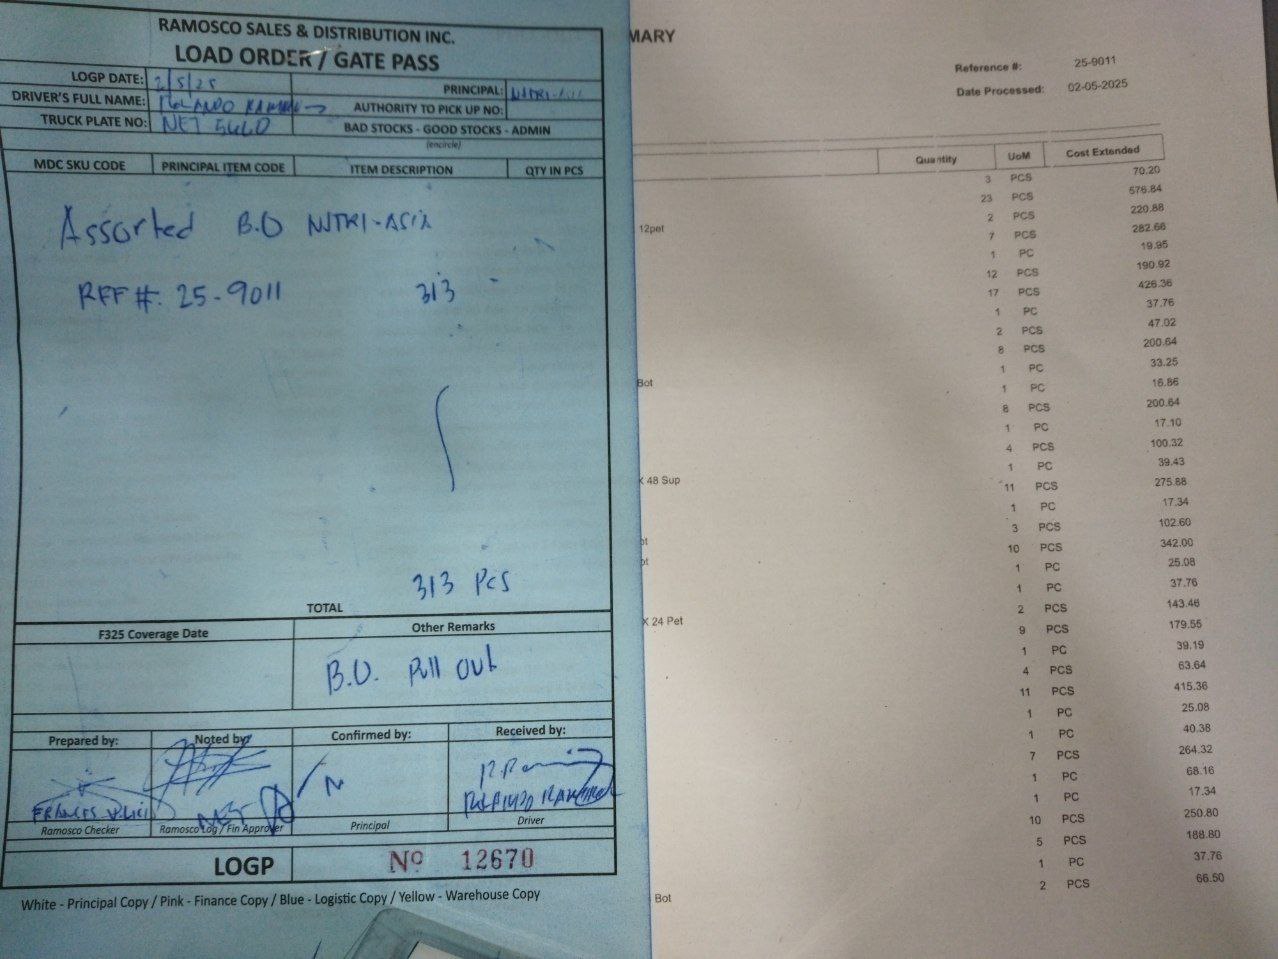 RAMOSCO SALES & DISTRIBUTION INC.
LOAD ORDER / GATE PASS
LOGP DATE: 2/5/25 PRINCIPAL: NUTRI-
DRIVER'S FULL NAME: AUTHORITY TO PICK UP NO:
TRUCK PLATE NO: NET 5460 BAD STOCKS - GOOD STOCKS - ADMIN
(encircle)
MDC SKU CODE PRINCIPAL ITEM CODE ITEM DESCRIPTION QTY IN PCS
Assorted B.O NUTRI-ASIA
REF #. 25-9011 313
313 Pcs
TOTAL
F325 Coverage Date Other Remarks
B.O. Pull Out
Prepared by: Noted by: Confirmed by: Received by:
Ramosco Checker Ramosco Log / Fin Approver Principal Driver
LOGP Nº 12670
White - Principal Copy / Pink - Finance Copy / Blue - Logistic Copy / Yellow - Warehouse Copy
MARY
Reference #: 25-9011
Date Processed: 02-05-2025
Quantity UoM Cost Extended
3 PCS 70.20
23 PCS 576.84
2 PCS 220.88
12pet 7 PCS 282.66
1 PC 19.95
12 PCS 190.92
17 PCS 426.36
1 PC 37.76
2 PCS 47.02
8 PCS 200.64
1 PC 33.25
Bot 1 PC 16.86
8 PCS 200.64
1 PC 17.10
4 PCS 100.32
1 PC 39.43
X 48 Sup 11 PCS 275.88
1 PC 17.34
3 PCS 102.60
ot 10 PCS 342.00
ot 1 PC 25.08
1 PC 37.76
2 PCS 143.46
X 24 Pet 9 PCS 179.55
1 PC 39.19
4 PCS 63.64
11 PCS 415.36
1 PC 25.08
1 PC 40.38
7 PCS 264.32
1 PC 68.16
1 PC 17.34
10 PCS 250.80
5 PCS 188.80
1 PC 37.76
Bot 2 PCS 66.50